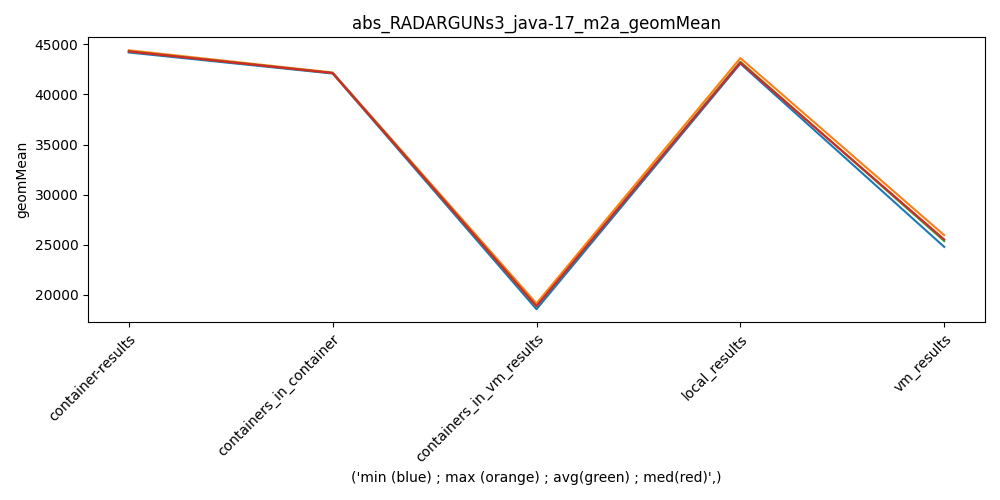 abs_RADARGUNs3_java-17_m2a_geomMean
geomMean
45000
40000
35000
30000
25000
20000
container-results
containers_in_container
containers_in_vm_results
local_results
vm_results
('min (blue) ; max (orange) ; avg(green) ; med(red)',)